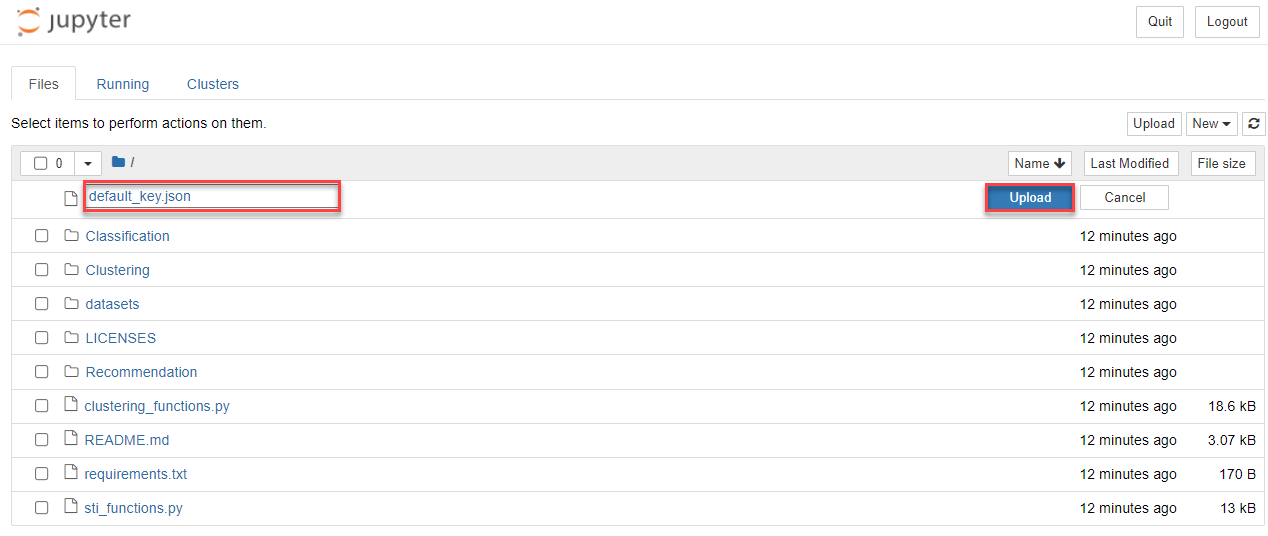 jupyter Quit Logout
Files Running Clusters
Select items to perform actions on them. Upload New
0 / Name Last Modified File size
default_key.json Upload Cancel
Classification 12 minutes ago
Clustering 12 minutes ago
datasets 12 minutes ago
LICENSES 12 minutes ago
Recommendation 12 minutes ago
clustering_functions.py 12 minutes ago 18.6 kB
README.md 12 minutes ago 3.07 kB
requirements.txt 12 minutes ago 170 B
sti_functions.py 12 minutes ago 13 kB